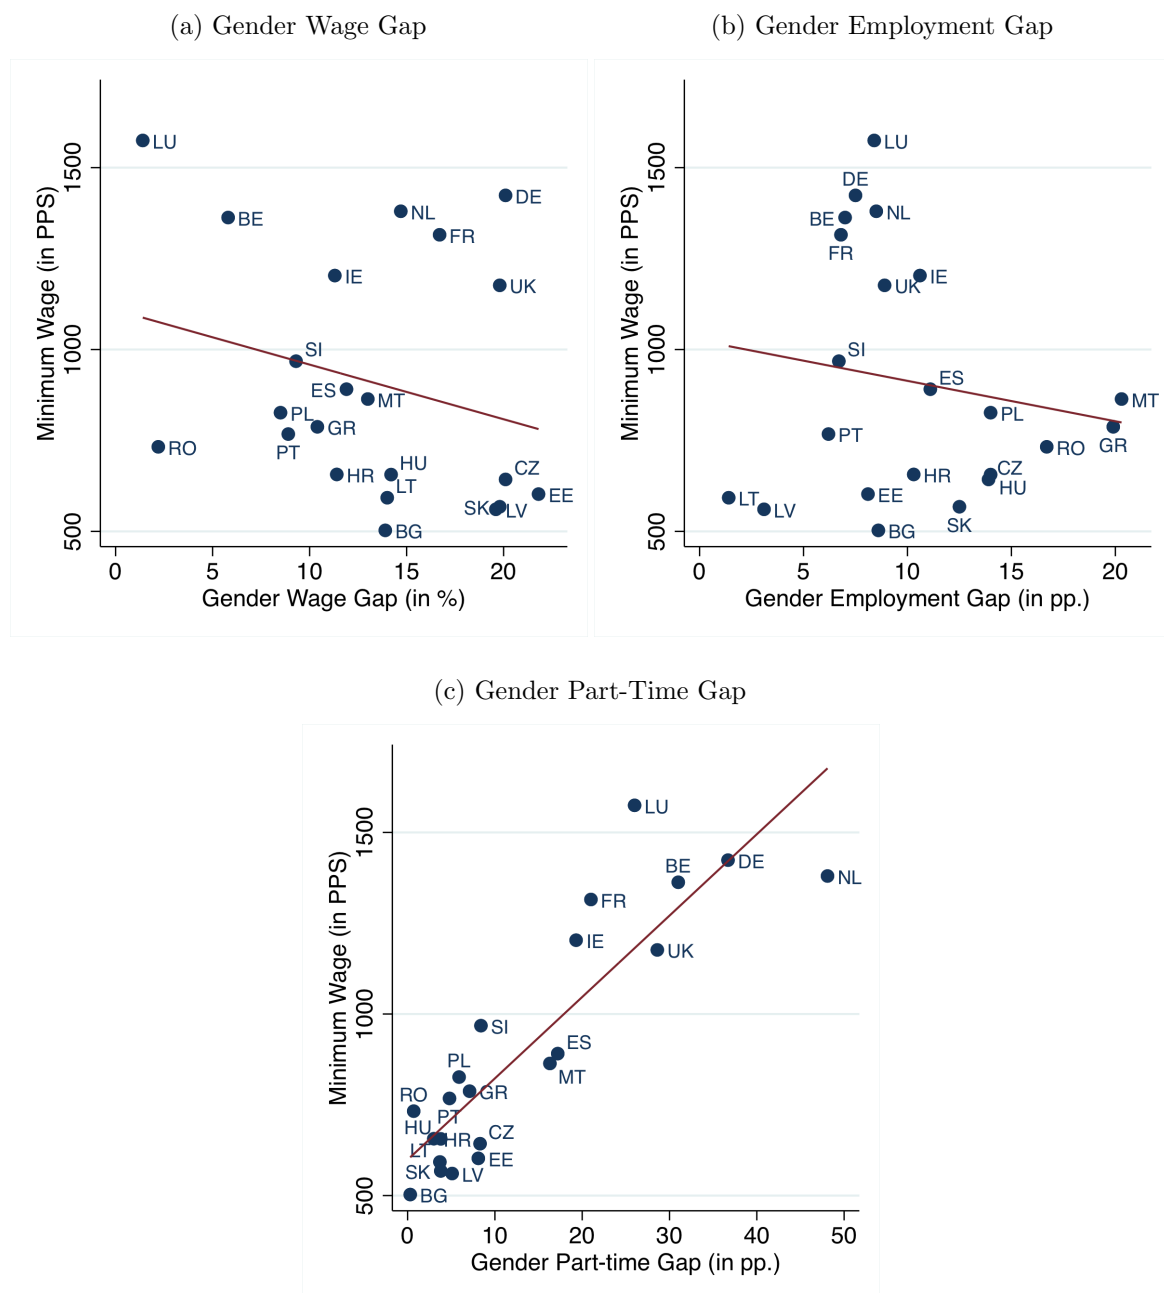 (a) Gender Wage Gap
Minimum Wage (in PPS)
1500
1000
500
LU
DE
NL
BE
FR
IE
UK
SI
ES
MT
PL
GR
PT
RO
HU
CZ
HR
LT
EE
SK
LV
BG
0 5 10 15 20
Gender Wage Gap (in %)
(b) Gender Employment Gap
Minimum Wage (in PPS)
1500
1000
500
LU
DE
NL
BE
FR
IE
UK
SI
ES
MT
PL
PT
GR
RO
CZ
HR
HU
EE
LT
LV
SK
BG
0 5 10 15 20
Gender Employment Gap (in pp.)
(c) Gender Part-Time Gap
Minimum Wage (in PPS)
1500
1000
500
LU
BE
DE
NL
FR
IE
UK
SI
ES
MT
PL
GR
RO
PT
HU
HR
CZ
LT
EE
SK
LV
BG
0 10 20 30 40 50
Gender Part-time Gap (in pp.)